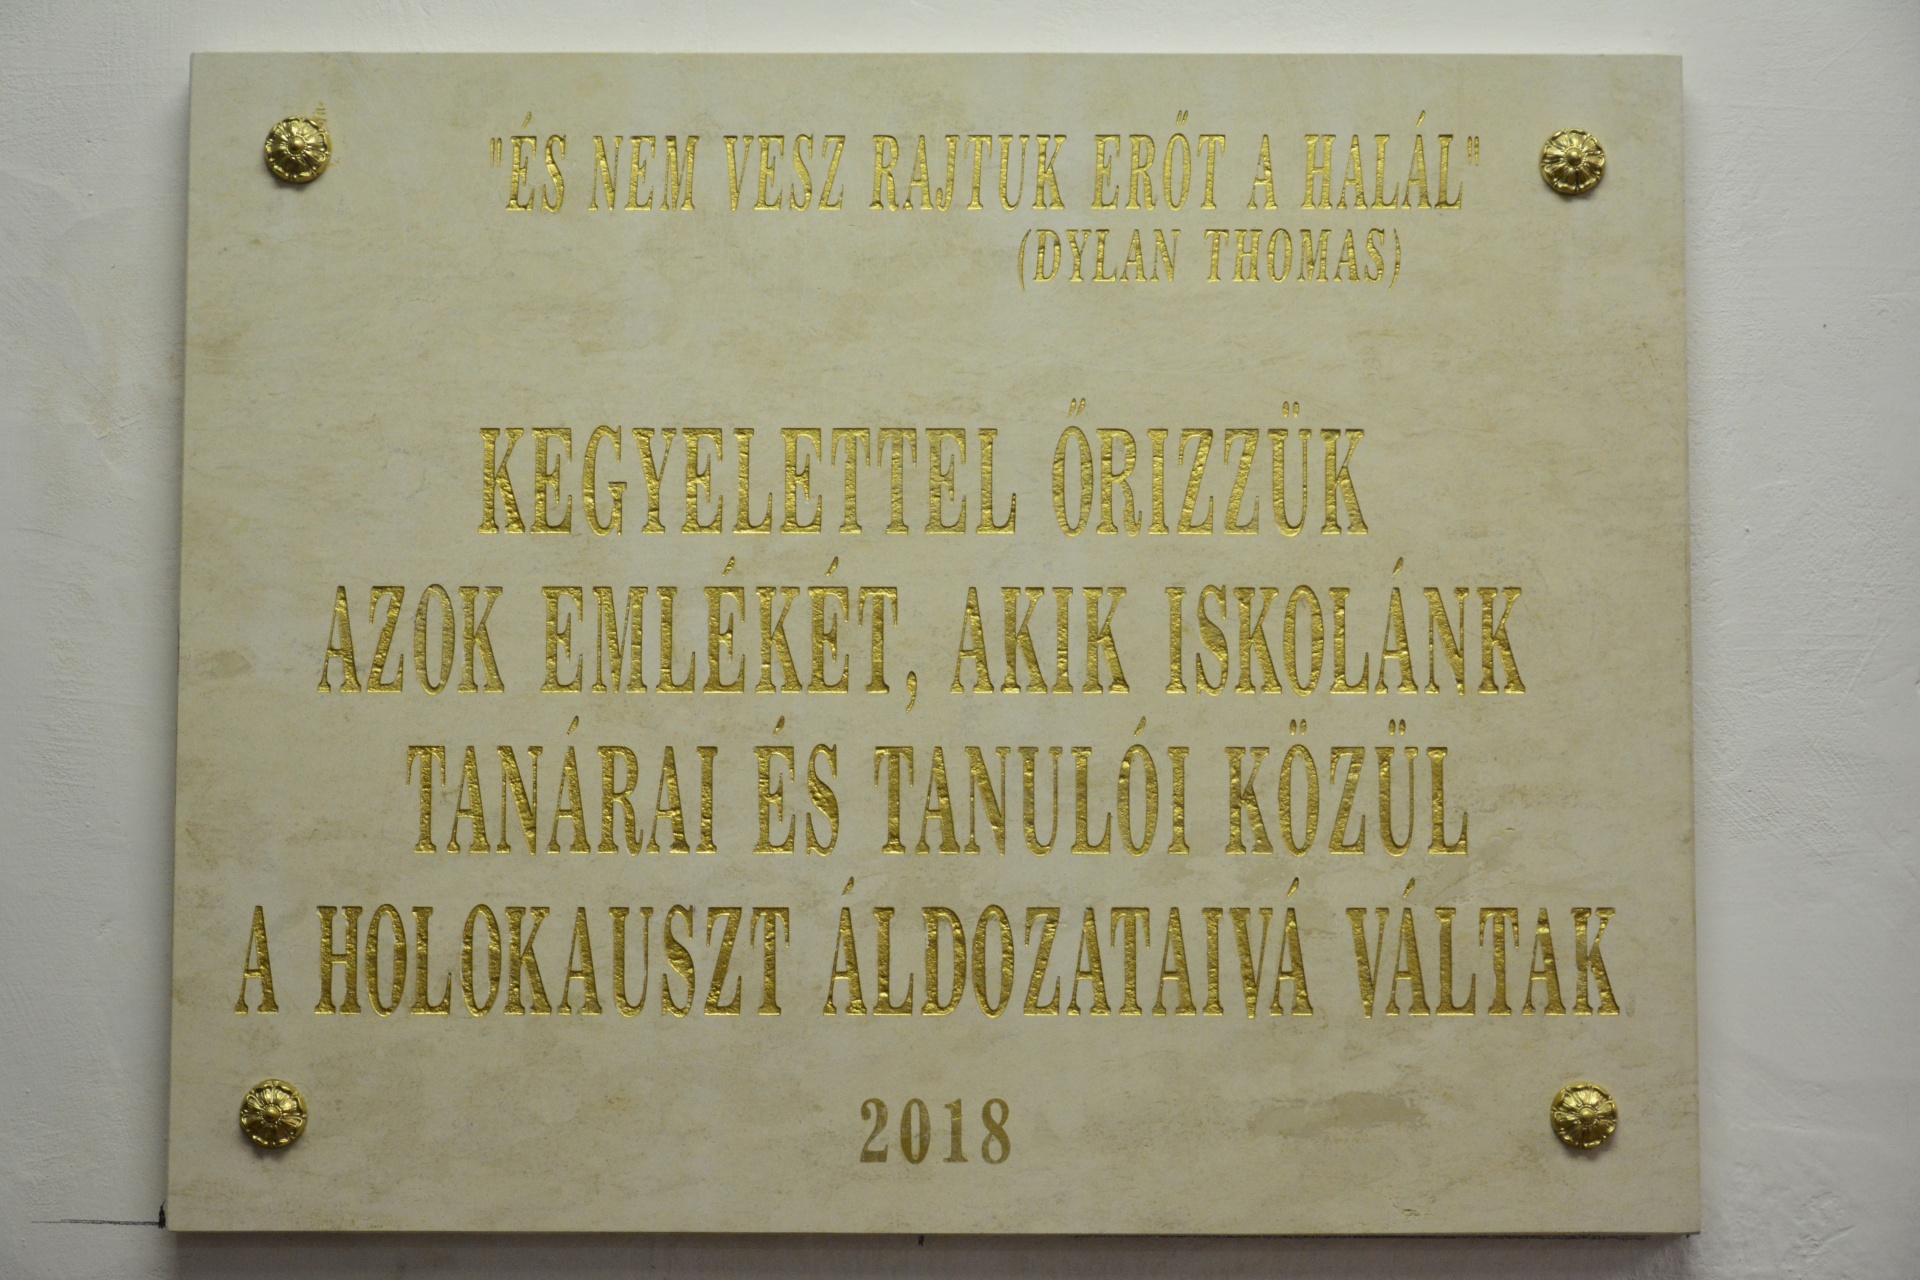 "ÉS NEM VESZ RAJTUK ERŐT A HALÁL"
(DYLAN THOMAS)
KEGYELETTEL ŐRIZZÜK
AZOK EMLÉKÉT, AKIK ISKOLÁNK
TANÁRAI ÉS TANULÓI KÖZÜL
A HOLOKAUSZT ÁLDOZATAIVÁ VÁLTAK
2018